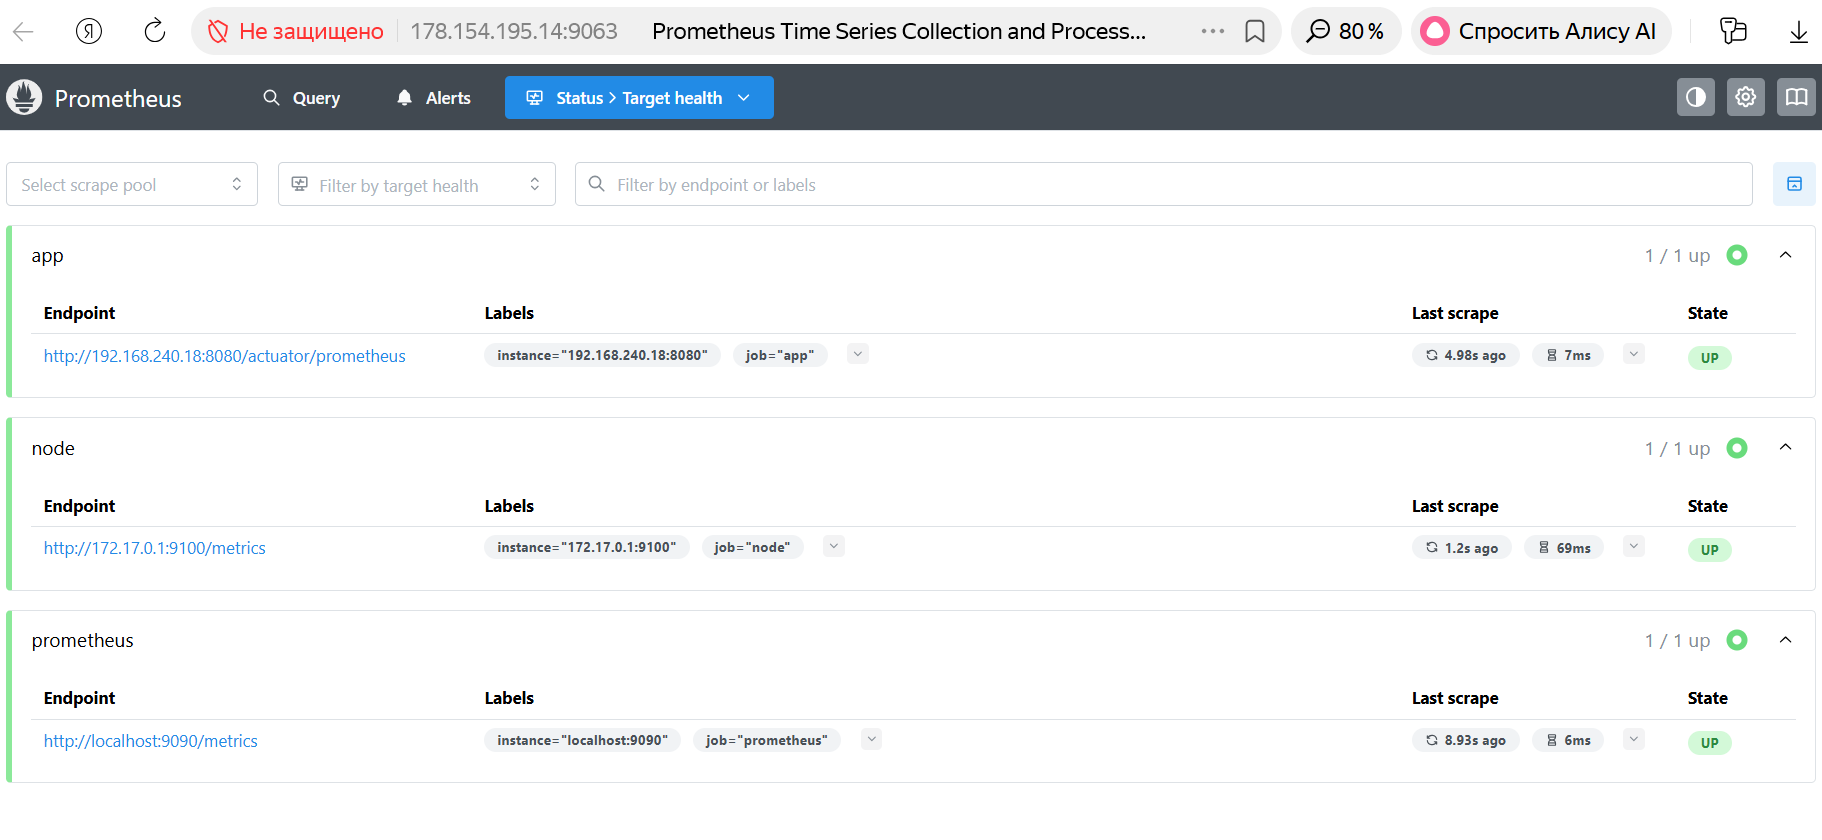 Я Не защищено 178.154.195.14:9063 Prometheus Time Series Collection and Process... 80 % Спросить Алису AI
Prometheus Query Alerts Status > Target health
Select scrape pool Filter by target health Filter by endpoint or labels
app 1 / 1 up
Endpoint Labels Last scrape State
http://192.168.240.18:8080/actuator/prometheus instance="192.168.240.18:8080" job="app" 4.98s ago 7ms UP
node 1 / 1 up
Endpoint Labels Last scrape State
http://172.17.0.1:9100/metrics instance="172.17.0.1:9100" job="node" 1.2s ago 69ms UP
prometheus 1 / 1 up
Endpoint Labels Last scrape State
http://localhost:9090/metrics instance="localhost:9090" job="prometheus" 8.93s ago 6ms UP